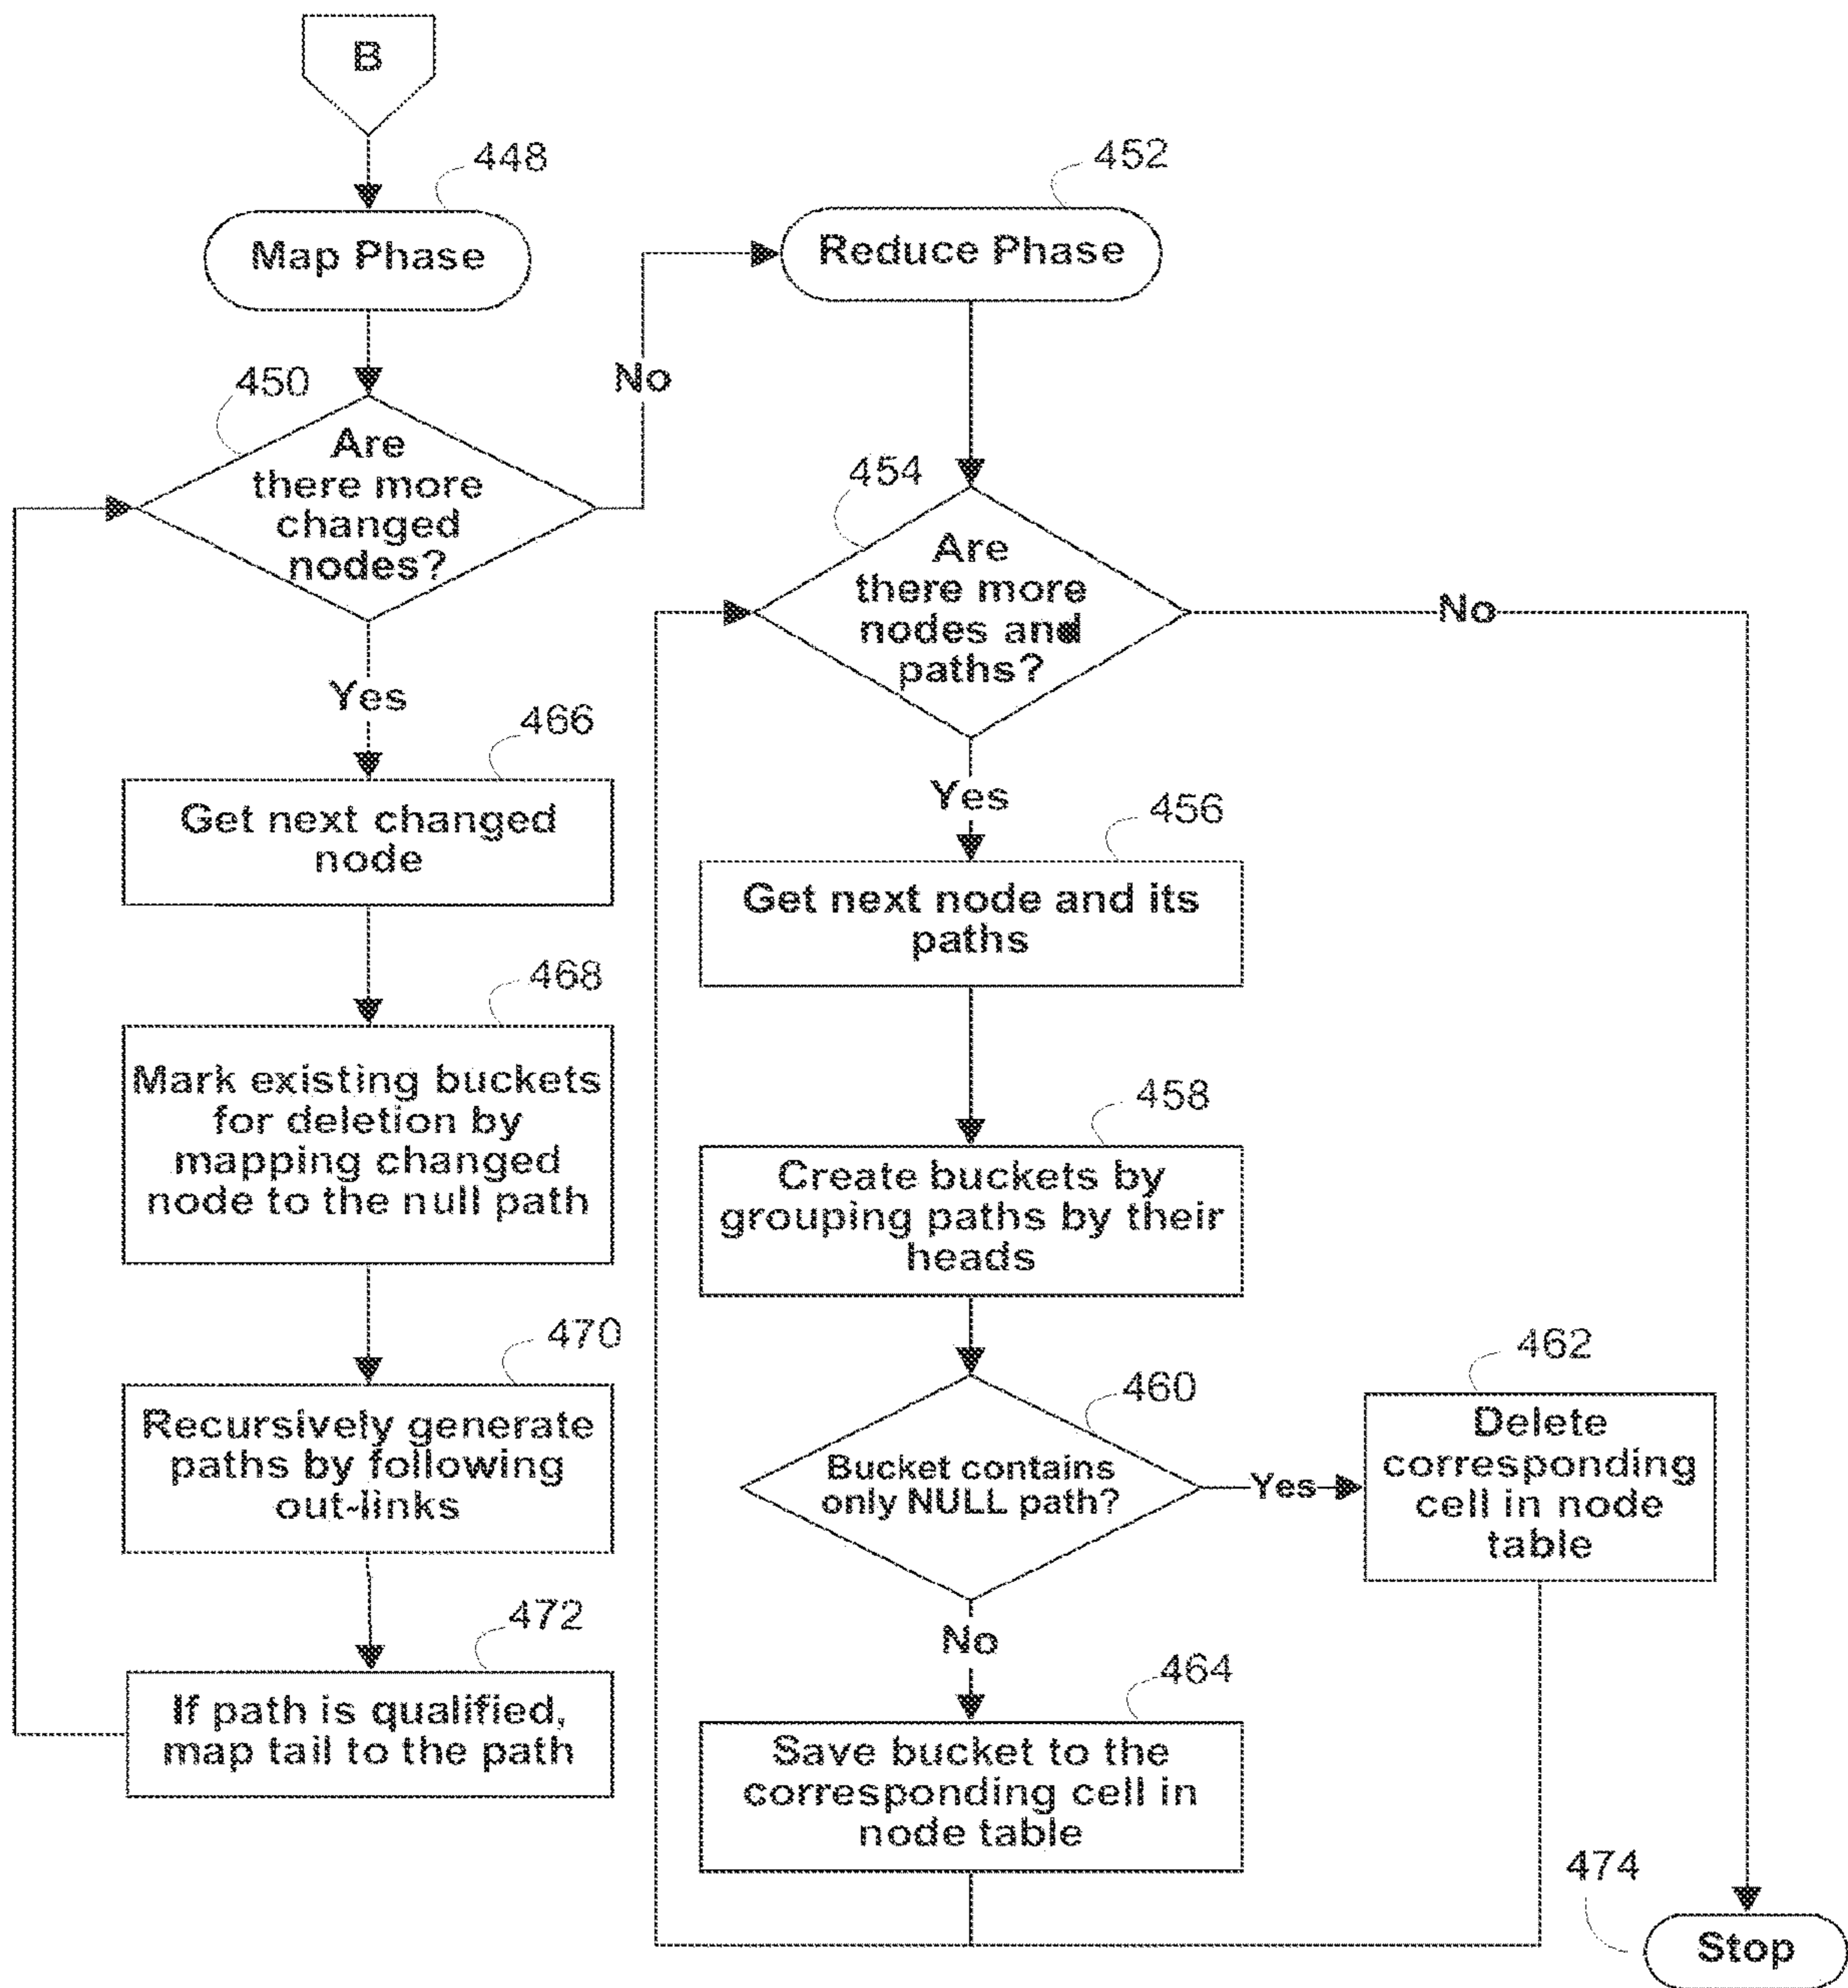 B
448
Map Phase
450
Are
there more
changed
nodes?
No
Yes
466
Get next changed
node
468
Mark existing buckets
for deletion by
mapping changed
node to the null path
470
Recursively generate
paths by following
out-links
472
If path is qualified,
map tail to the path
452
Reduce Phase
454
Are
there more
nodes and
paths?
No
Yes
456
Get next node and its
paths
458
Create buckets by
grouping paths by their
heads
460
Bucket contains
only NULL path?
Yes
462
Delete
corresponding
cell in node
table
No
464
Save bucket to the
corresponding cell in
node table
474
Stop